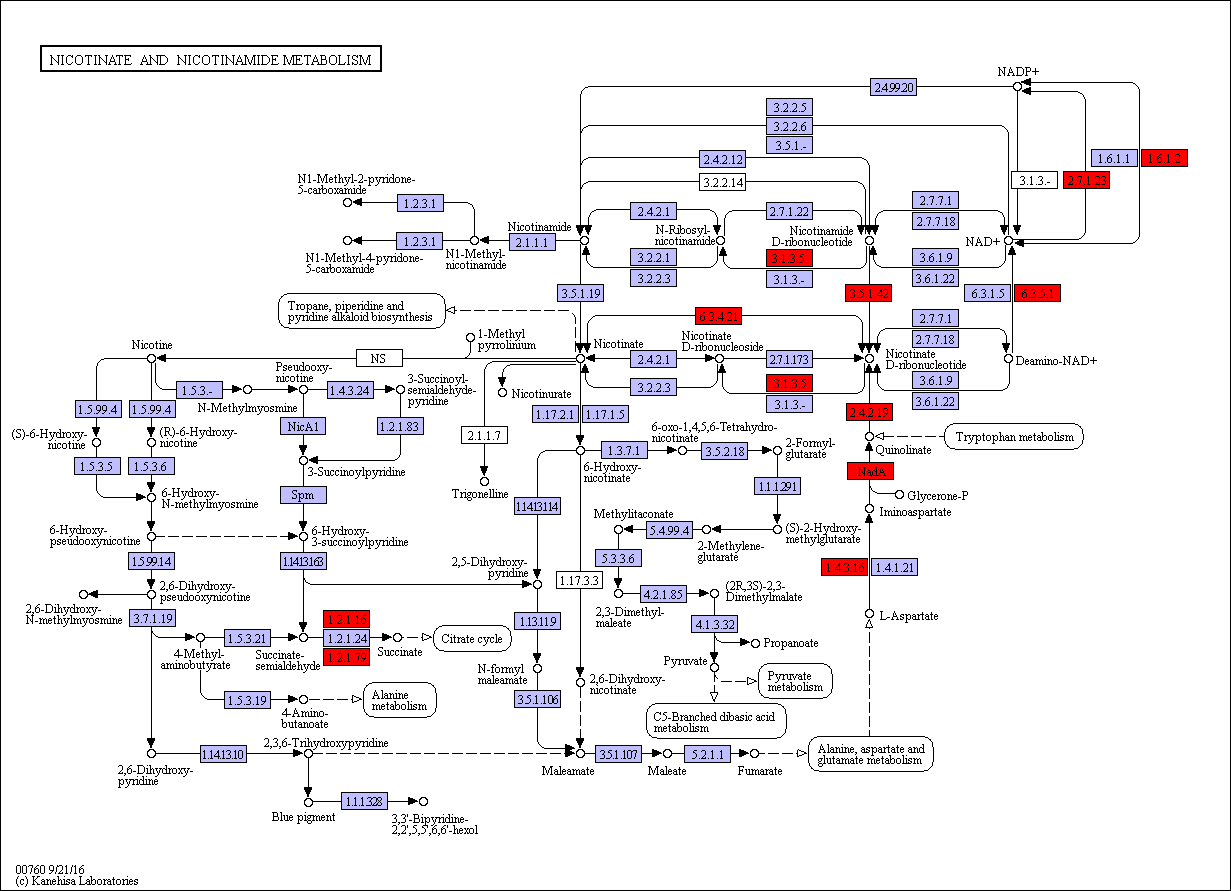 NICOTINATE AND NICOTINAMIDE METABOLISM
NADP+
2.4.99.20
3.2.2.5
3.2.2.6
3.5.1.-
2.4.2.12
3.2.2.14
1.6.1.1
1.6.1.2
3.1.3.-
2.7.1.23
N1-Methyl-2-pyridone-
5-carboxamide
1.2.3.1
1.2.3.1
N1-Methyl-4-pyridone-
5-carboxamide
N1-Methyl-
nicotinamide
2.1.1.1
Nicotinamide
2.4.2.1
N-Ribosyl-
nicotinamide
3.2.2.1
3.2.2.3
2.7.1.22
Nicotinamide
D-ribonucleotide
3.1.3.5
3.1.3.-
2.7.7.1
2.7.7.18
NAD+
3.6.1.9
3.6.1.22
3.5.1.19
3.5.1.42
6.3.1.5
6.3.5.1
Tropane, piperidine and
pyridine alkaloid biosynthesis
6.3.4.21
2.7.7.1
2.7.7.18
Nicotine
NS
1-Methyl
pyrrolinium
Nicotinate
2.4.2.1
Nicotinate
D-ribonucleoside
2.7.1.173
Nicotinate
D-ribonucleotide
Deamino-NAD+
3.2.2.3
3.1.3.5
3.1.3.-
3.6.1.9
3.6.1.22
1.5.3.-
Pseudooxy-
nicotine
N-Methylmyosmine
1.4.3.24
3-Succinoyl-
semialdehyde-
pyridine
Nicotinurate
1.5.99.4
1.5.99.4
NicA1
1.2.1.83
2.1.1.7
1.17.2.1
1.17.1.5
2.4.2.19
(S)-6-Hydroxy-
nicotine
(R)-6-Hydroxy-
nicotine
1.5.3.5
1.5.3.6
3-Succinoylpyridine
Trigonelline
6-Hydroxy-
nicotinate
1.3.7.1
6-oxo-1,4,5,6-Tetrahydro-
nicotinate
3.5.2.18
2-Formyl-
glutarate
Quinolinate
Tryptophan metabolism
NadA
Glycerone-P
Iminoaspartate
6-Hydroxy-
N-methylmyosmine
Spm
1.14.13.114
1.1.1.291
6-Hydroxy-
pseudooxynicotine
6-Hydroxy-
3-succinoylpyridine
Methylitaconate
5.4.99.4
2-Methylene-
glutarate
(S)-2-Hydroxy-
methylglutarate
1.5.99.14
1.14.13.163
2,5-Dihydroxy-
pyridine
5.3.3.6
1.17.3.3
1.4.3.16
1.4.1.21
2,6-Dihydroxy-
N-methylmyosmine
2,6-Dihydroxy-
pseudooxynicotine
2,3-Dimethyl-
maleate
4.2.1.85
(2R,3S)-2,3-
Dimethylmalate
L-Aspartate
3.7.1.19
1.2.1.16
1.2.1.24
1.2.1.79
1.13.11.9
4.1.3.32
4-Methyl-
aminobutyrate
1.5.3.21
Succinate-
semialdehyde
Succinate
Citrate cycle
Propanoate
Pyruvate
N-formyl
maleamate
2,6-Dihydroxy-
nicotinate
Pyruvate
metabolism
1.5.3.19
4-Amino-
butanoate
Alanine
metabolism
3.5.1.106
C5-Branched dibasic acid
metabolism
2,6-Dihydroxy-
pyridine
1.14.13.10
2,3,6-Trihydroxypyridine
Maleamate
3.5.1.107
Maleate
5.2.1.1
Fumarate
Alanine, aspartate and
glutamate metabolism
Blue pigment
1.1.1.328
3,3'-Bipyridine-
2,2',5,5',6,6'-hexol
00760 9/21/16
(c) Kanehisa Laboratories